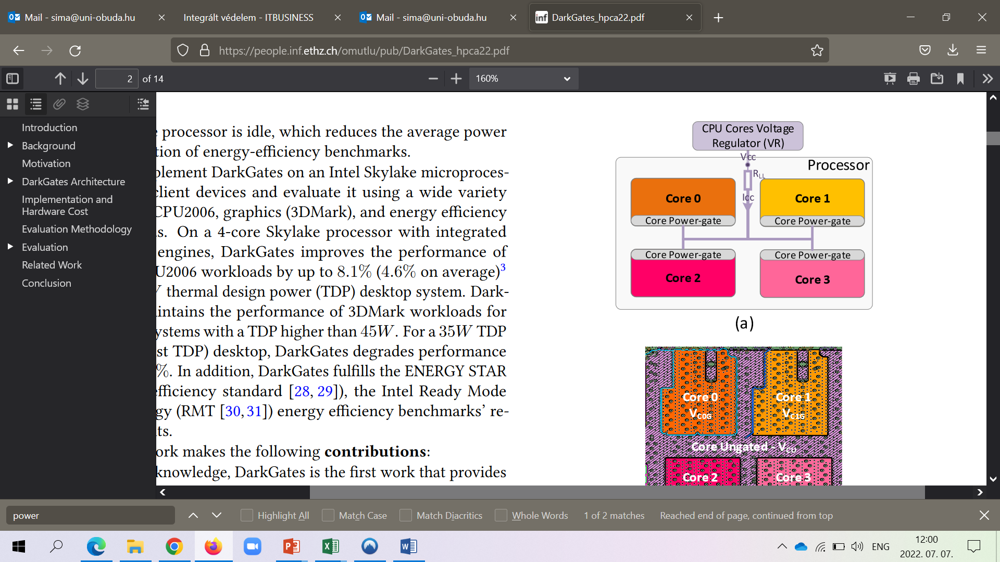 Mail - sima@uni-obuda.hu
Integrált védelem - ITBUSINESS
Mail - sima@uni-obuda.hu
inf DarkGates_hpca22.pdf
https://people.inf.ethz.ch/omutlu/pub/DarkGates_hpca22.pdf
2 of 14
160%
Introduction
Background
Motivation
DarkGates Architecture
Implementation and
Hardware Cost
Evaluation Methodology
Evaluation
Related Work
Conclusion
e processor is idle, which reduces the average power
tion of energy-efficiency benchmarks.
plement DarkGates on an Intel Skylake microproces-
client devices and evaluate it using a wide variety
CPU2006, graphics (3DMark), and energy efficiency
s. On a 4-core Skylake processor with integrated
engines, DarkGates improves the performance of
U2006 workloads by up to 8.1% (4.6% on average)3
thermal design power (TDP) desktop system. Dark-
intains the performance of 3DMark workloads for
ystems with a TDP higher than 45W. For a 35W TDP
st TDP) desktop, DarkGates degrades performance
%. In addition, DarkGates fulfills the ENERGY STAR
efficiency standard [28, 29]), the Intel Ready Mode
gy (RMT [30, 31]) energy efficiency benchmarks' re-
ts.
ork makes the following contributions:
knowledge, DarkGates is the first work that provides
CPU Cores Voltage
Regulator (VR)
Vcc
Processor
RLL
Icc
Core 0
Core 1
Core Power-gate
Core Power-gate
Core Power-gate
Core Power-gate
Core 2
Core 3
(a)
Core 0
VC0G
Core 1
VC1G
Core Ungated - VCU
Core 2
Core 3
power
Highlight All
Match Case
Match Diacritics
Whole Words
1 of 2 matches
Reached end of page, continued from top
ENG
12:00
2022. 07. 07.